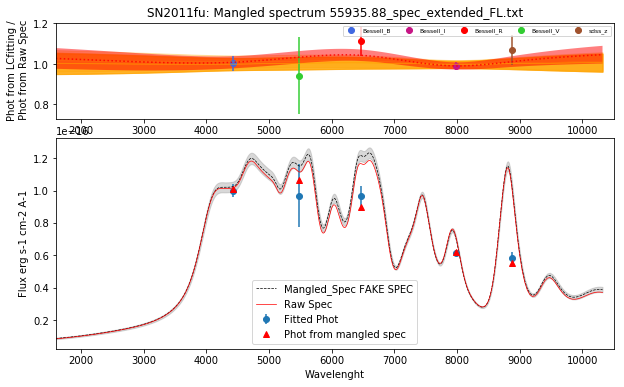 SN2011fu: Mangled spectrum 55935.88_spec_extended_FL.txt
Phot from LCfitting /
Phot from Raw Spec
1.2
1.0
0.8
Bessell_B
Bessell_I
Bessell_R
Bessell_V
sdss_z
2000 3000 4000 5000 6000 7000 8000 9000 10000
1e−16
Flux erg s-1 cm-2 A-1
1.2
1.0
0.8
0.6
0.4
0.2
Mangled_Spec FAKE SPEC
Raw Spec
Fitted Phot
Phot from mangled spec
2000 3000 4000 5000 6000 7000 8000 9000 10000
Wavelenght